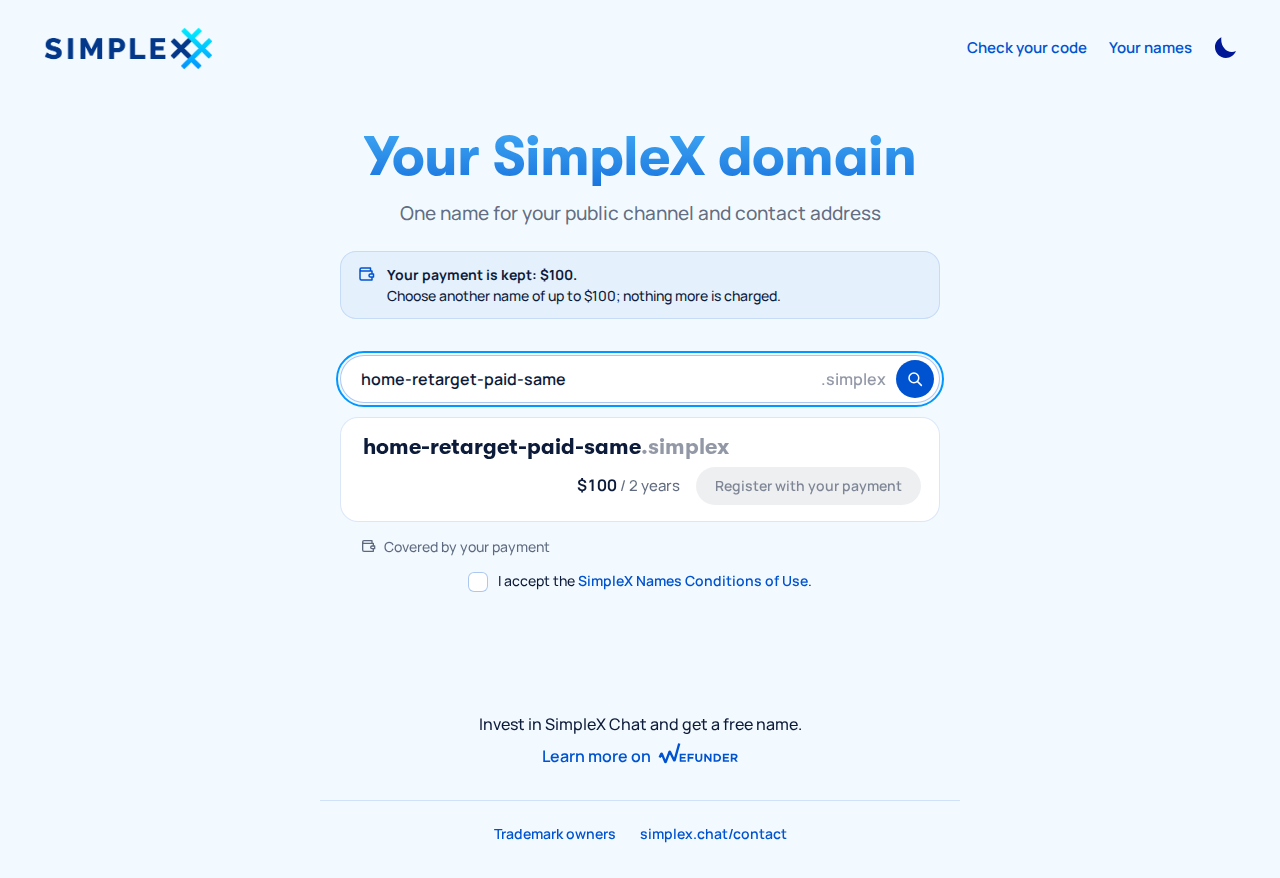 SIMPLEX
Check your code
Your names
Your SimpleX domain
One name for your public channel and contact address
Your payment is kept: $100.
Choose another name of up to $100; nothing more is charged.
home-retarget-paid-same .simplex
home-retarget-paid-same.simplex
$100 / 2 years
Register with your payment
Covered by your payment
I accept the SimpleX Names Conditions of Use.
Invest in SimpleX Chat and get a free name.
Learn more on WEFUNDER
Trademark owners
simplex.chat/contact